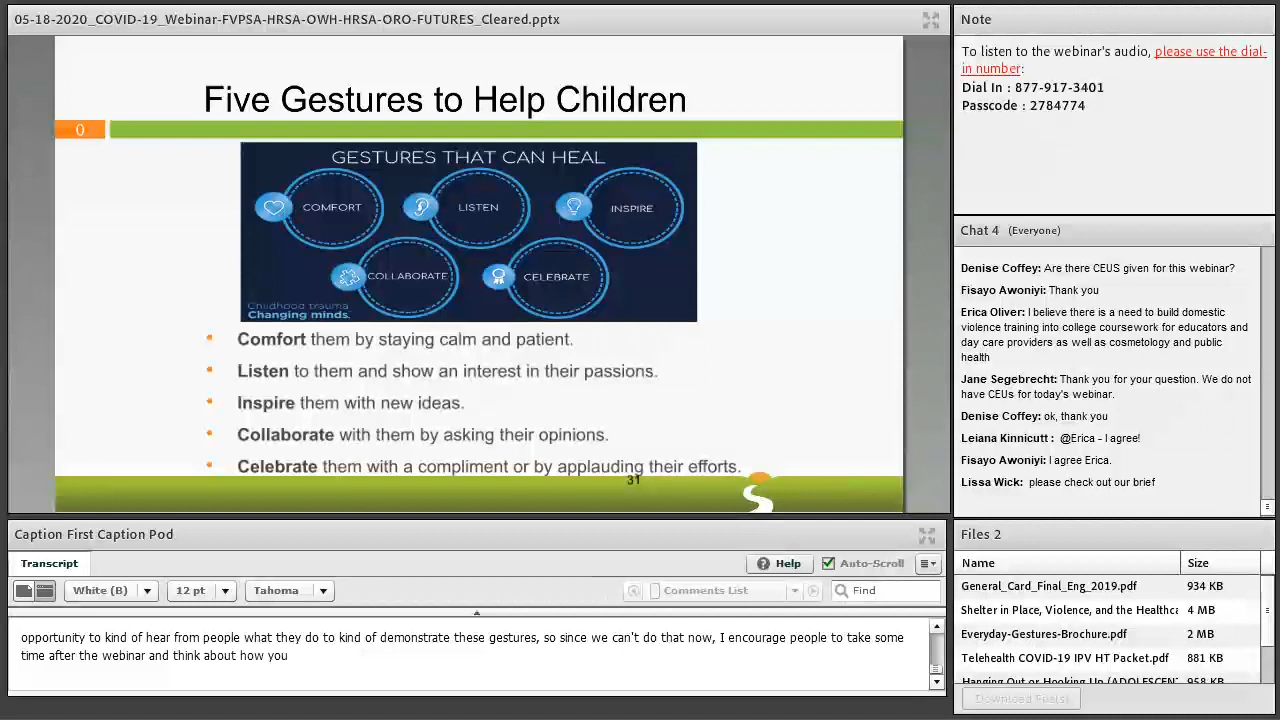 05-18-2020_COVID-19_Webinar-FVPSA-HRSA-OWH-HRSA-ORO-FUTURES_Cleared.pptx
Five Gestures to Help Children
0
GESTURES THAT CAN HEAL
COMFORT
LISTEN
INSPIRE
COLLABORATE
CELEBRATE
Childhood trauma
Changing minds.
• Comfort them by staying calm and patient.
• Listen to them and show an interest in their passions.
• Inspire them with new ideas.
• Collaborate with them by asking their opinions.
• Celebrate them with a compliment or by applauding their efforts.
31
Caption First Caption Pod
Transcript
Help
Auto-Scroll
White (B)
12 pt
Tahoma
Comments List
Find
opportunity to kind of hear from people what they do to kind of demonstrate these gestures, so since we can't do that now, I encourage people to take some
time after the webinar and think about how you
Note
To listen to the webinar's audio, please use the dial-
in number:
Dial In : 877-917-3401
Passcode : 2784774
Chat 4 (Everyone)
Denise Coffey: Are there CEUS given for this webinar?
Fisayo Awoniyi: Thank you
Erica Oliver: I believe there is a need to build domestic
violence training into college coursework for educators and
day care providers as well as cosmetology and public
health
Jane Segebrecht: Thank you for your question. We do not
have CEUs for today's webinar.
Denise Coffey: ok, thank you
Leiana Kinnicutt : @Erica - I agree!
Fisayo Awoniyi: I agree Erica.
Lissa Wick: please check out our brief
Files 2
Name Size
General_Card_Final_Eng_2019.pdf 934 KB
Shelter in Place, Violence, and the Healthca 4 MB
Everyday-Gestures-Brochure.pdf 2 MB
Telehealth COVID-19 IPV HT Packet.pdf 881 KB
Hanging Out or Hooking Up (ADOLESCEN 958 KB
Download File(s)